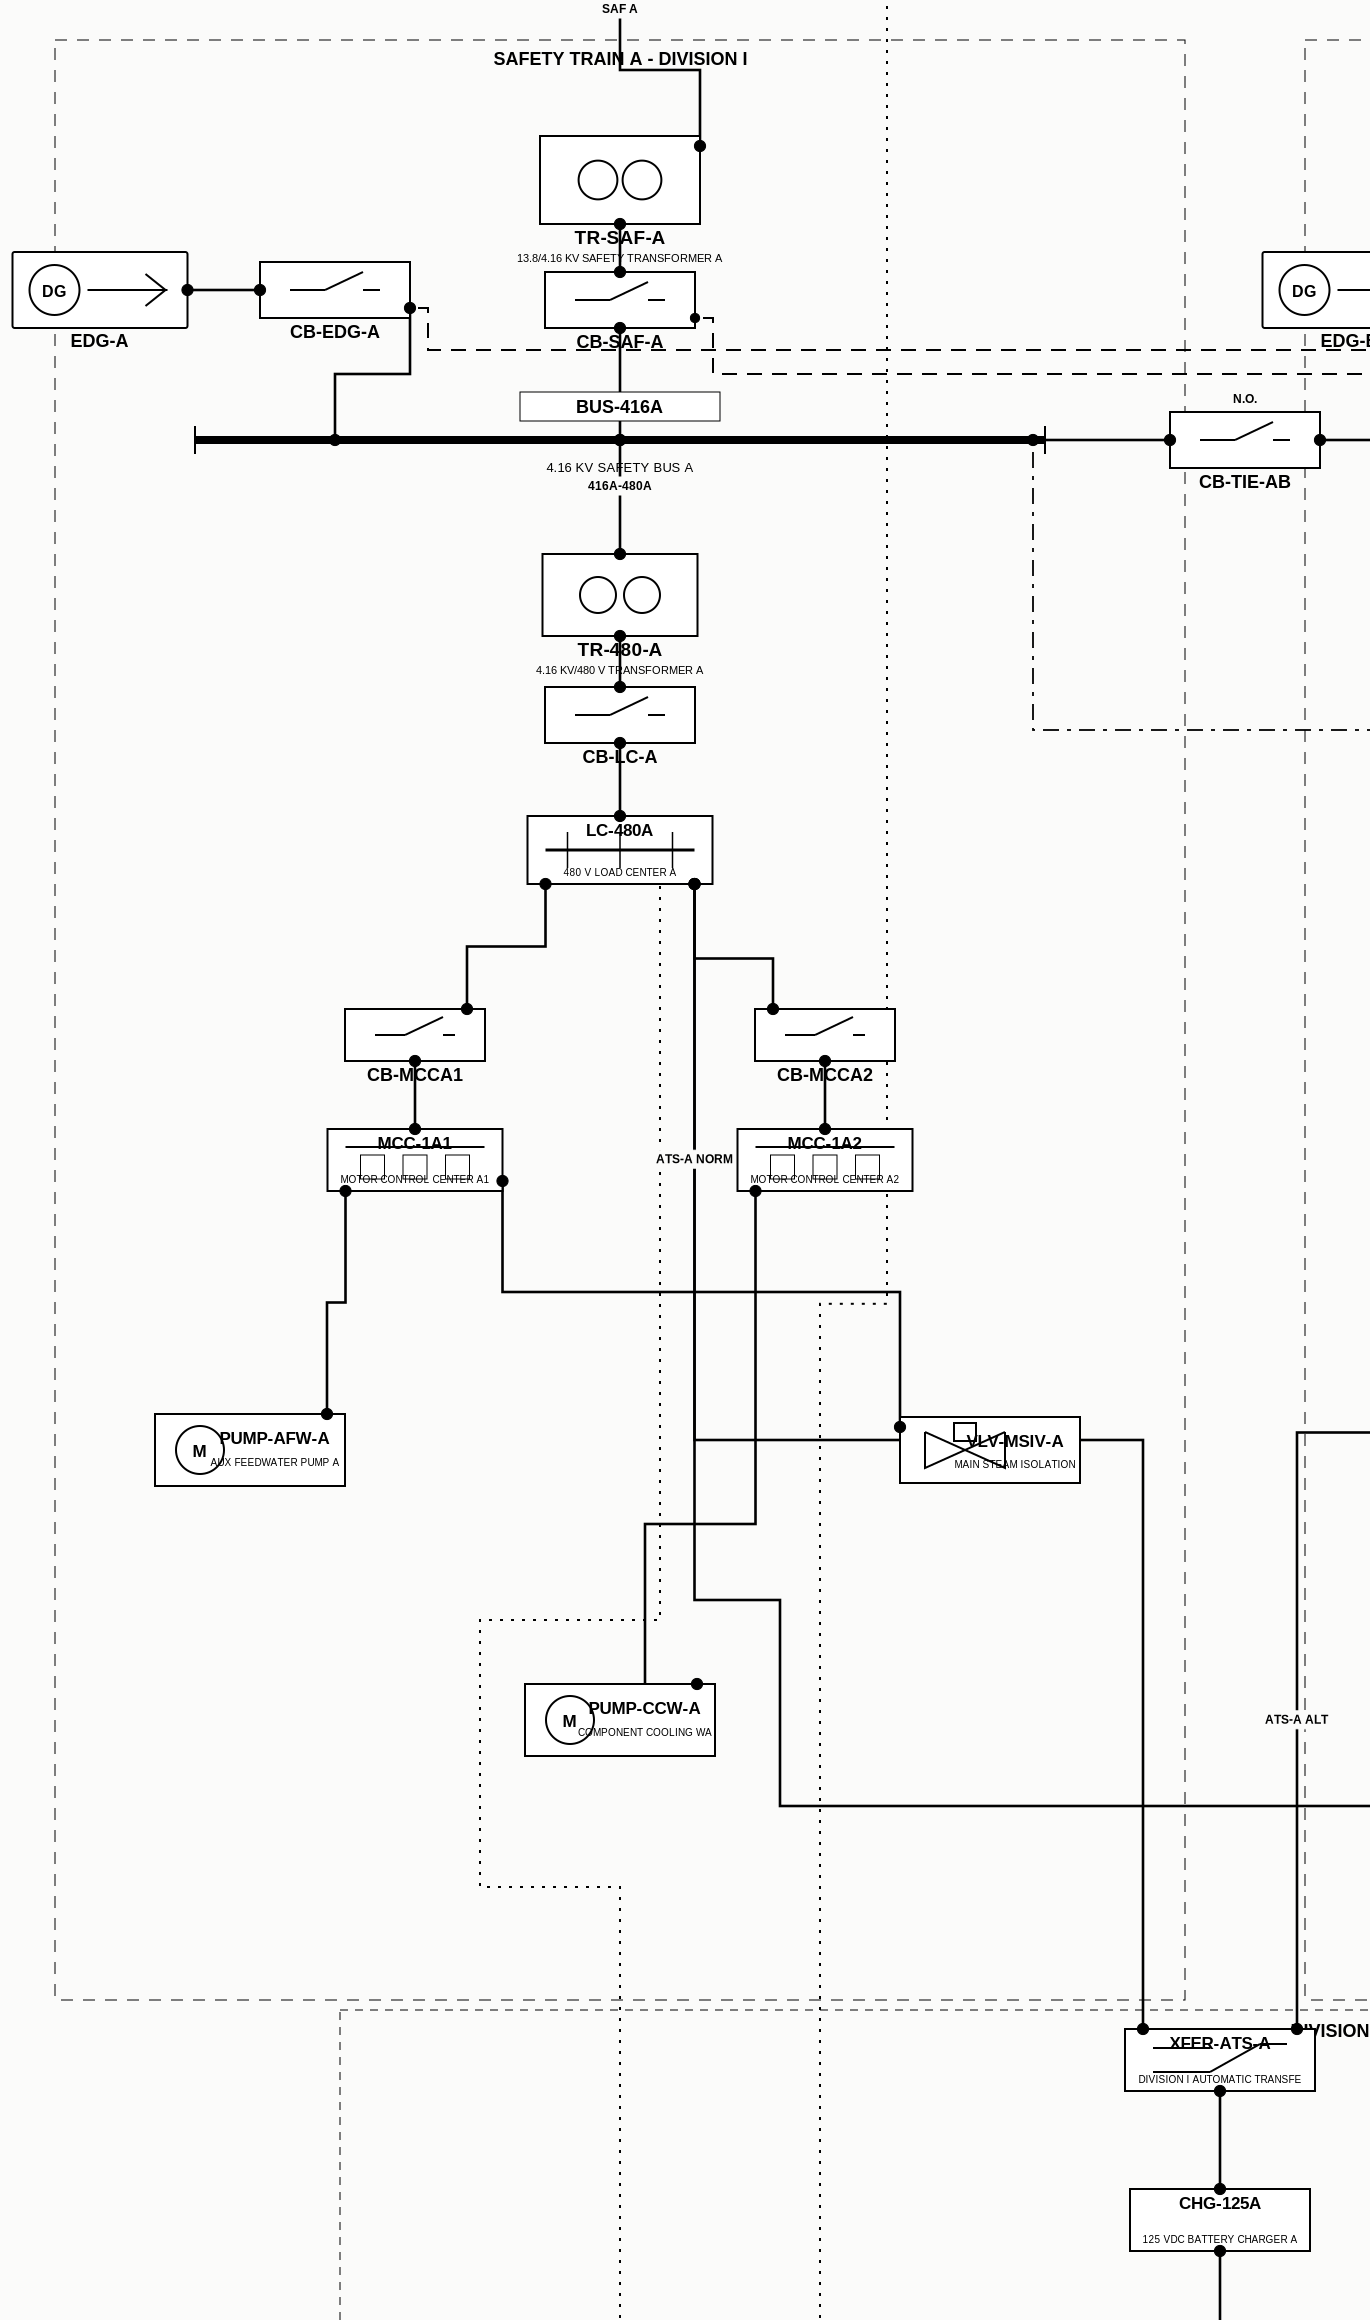 SAF A
SAFETY TRAIN A - DIVISION I
TR-SAF-A
13.8/4.16 KV SAFETY TRANSFORMER A
DG
EDG-A
CB-EDG-A
CB-SAF-A
DG
BUS-416A
N.O.
CB-TIE-AB
4.16 KV SAFETY BUS A
416A-480A
TR-480-A
4.16 KV/480 V TRANSFORMER A
CB-LC-A
LC-480A
480 V LOAD CENTER A
CB-MCCA1
CB-MCCA2
MCC-1A1
MOTOR CONTROL CENTER A1
ATS-A NORM
MCC-1A2
MOTOR CONTROL CENTER A2
M
PUMP-AFW-A
AUX FEEDWATER PUMP A
VLV-MSIV-A
MAIN STEAM ISOLATION
M
PUMP-CCW-A
COMPONENT COOLING WA
ATS-A ALT
XFER-ATS-A
DIVISION I AUTOMATIC TRANSFE
CHG-125A
125 VDC BATTERY CHARGER A